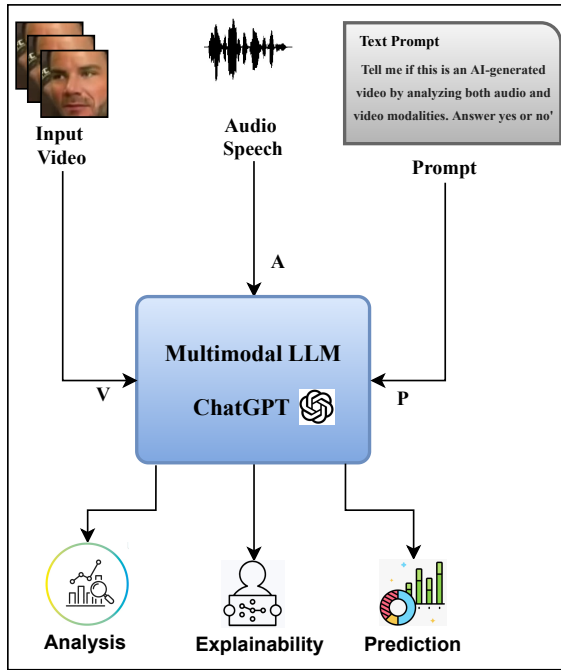 Text Prompt
Tell me if this is an AI-generated
video by analyzing both audio and
video modalities. Answer yes or no'
Input
Video
Audio
Speech
Prompt
A
V
P
Multimodal LLM
ChatGPT
Analysis
Explainability
Prediction